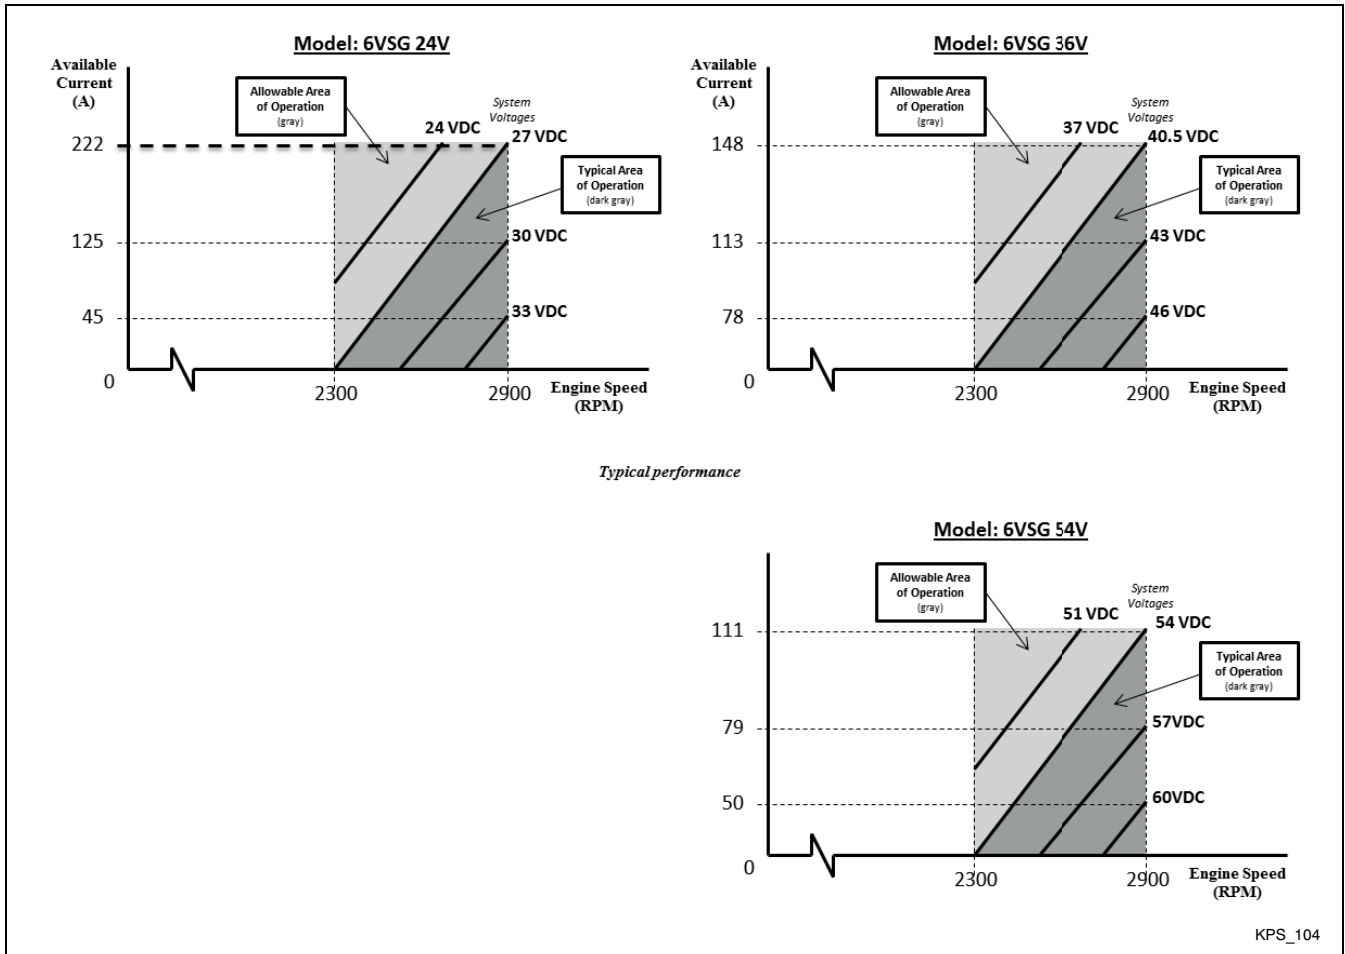 Model: 6VSG 24V
Available
Current
(A)
Allowable Area
of Operation
(gray)
System
Voltages
24 VDC
27 VDC
222
Typical Area
of Operation
(dark gray)
125
30 VDC
45
33 VDC
0
2300
2900
Engine Speed
(RPM)
Model: 6VSG 36V
Available
Current
(A)
Allowable Area
of Operation
(gray)
System
Voltages
37 VDC
40.5 VDC
148
Typical Area
of Operation
(dark gray)
113
43 VDC
78
46 VDC
0
2300
2900
Engine Speed
(RPM)
Typical performance
Model: 6VSG 54V
Allowable Area
of Operation
(gray)
System
Voltages
51 VDC
54 VDC
111
Typical Area
of Operation
(dark gray)
79
57VDC
50
60VDC
0
2300
2900
Engine Speed
(RPM)
KPS_104